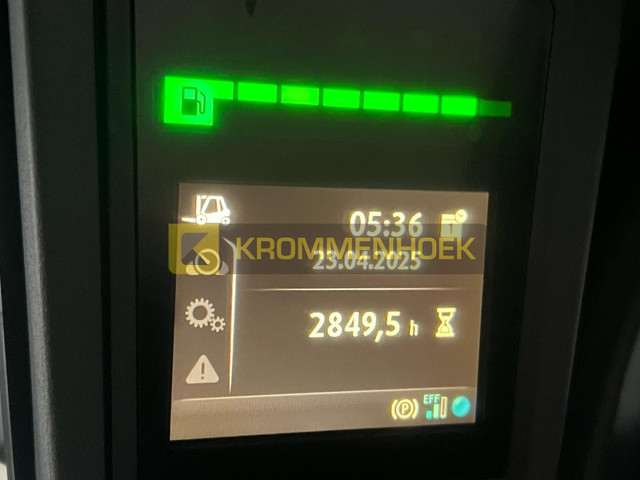 05:36
KROMMENHOEK
23.04.2025
2849,5 h
(P) EFF